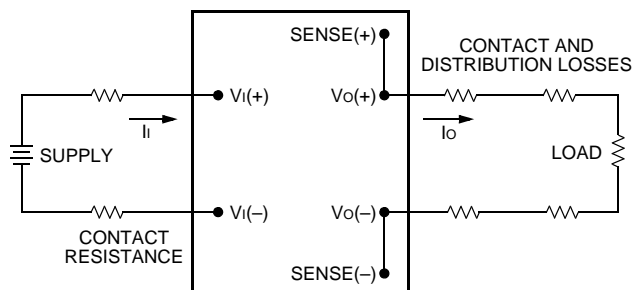 SENSE(+)
CONTACT AND
DISTRIBUTION LOSSES
VI(+)
VO(+)
II
IO
SUPPLY
LOAD
VI(–)
VO(–)
CONTACT
RESISTANCE
SENSE(–)